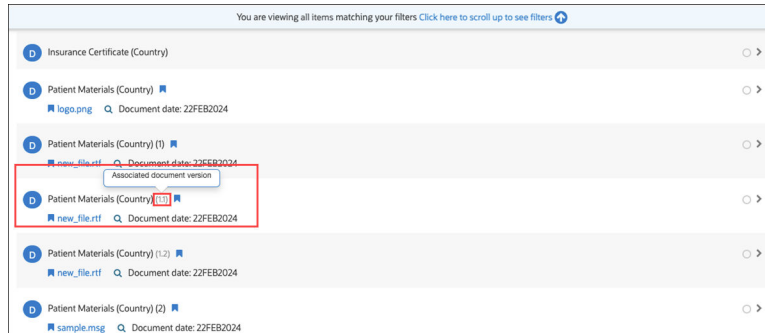 You are viewing all items matching your filters Click here to scroll up to see filters
D Insurance Certificate (Country)
D Patient Materials (Country)
logo.png Document date: 22FEB2024
D Patient Materials (Country) (1)
new_file.rtf Document date: 22FEB2024
Associated document version
D Patient Materials (Country) (1.1)
new_file.rtf Document date: 22FEB2024
D Patient Materials (Country) (1.2)
new_file.rtf Document date: 22FEB2024
D Patient Materials (Country) (2)
sample.msg Document date: 22FEB2024